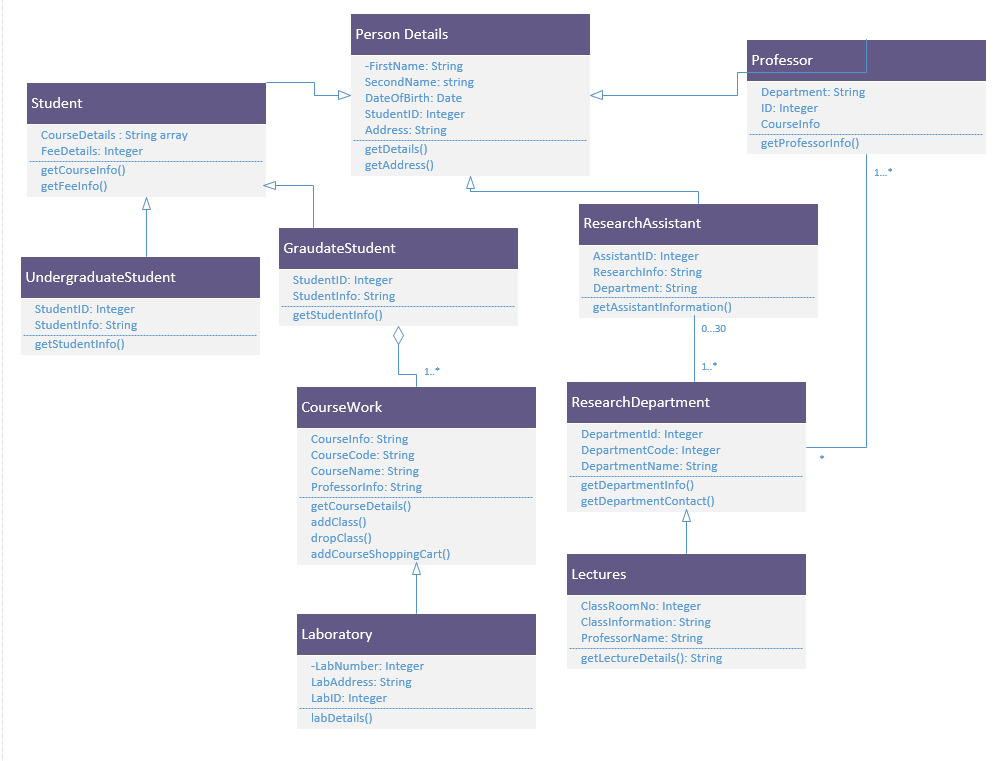 Person Details
-FirstName: String
SecondName: string
DateOfBirth: Date
StudentID: Integer
Address: String
getDetails()
getAddress()
Professor
Department: String
ID: Integer
CourseInfo
getProfessorInfo()
1...*
Student
CourseDetails : String array
FeeDetails: Integer
getCourseInfo()
getFeeInfo()
ResearchAssistant
AssistantID: Integer
ResearchInfo: String
Department: String
getAssistantInformation()
0...30
1..*
GraudateStudent
StudentID: Integer
StudentInfo: String
getStudentInfo()
1..*
UndergraduateStudent
StudentID: Integer
StudentInfo: String
getStudentInfo()
CourseWork
CourseInfo: String
CourseCode: String
CourseName: String
ProfessorInfo: String
getCourseDetails()
addClass()
dropClass()
addCourseShoppingCart()
ResearchDepartment
DepartmentId: Integer
DepartmentCode: Integer
DepartmentName: String
getDepartmentInfo()
getDepartmentContact()
*
Lectures
ClassRoomNo: Integer
ClassInformation: String
ProfessorName: String
getLectureDetails(): String
Laboratory
-LabNumber: Integer
LabAddress: String
LabID: Integer
labDetails()